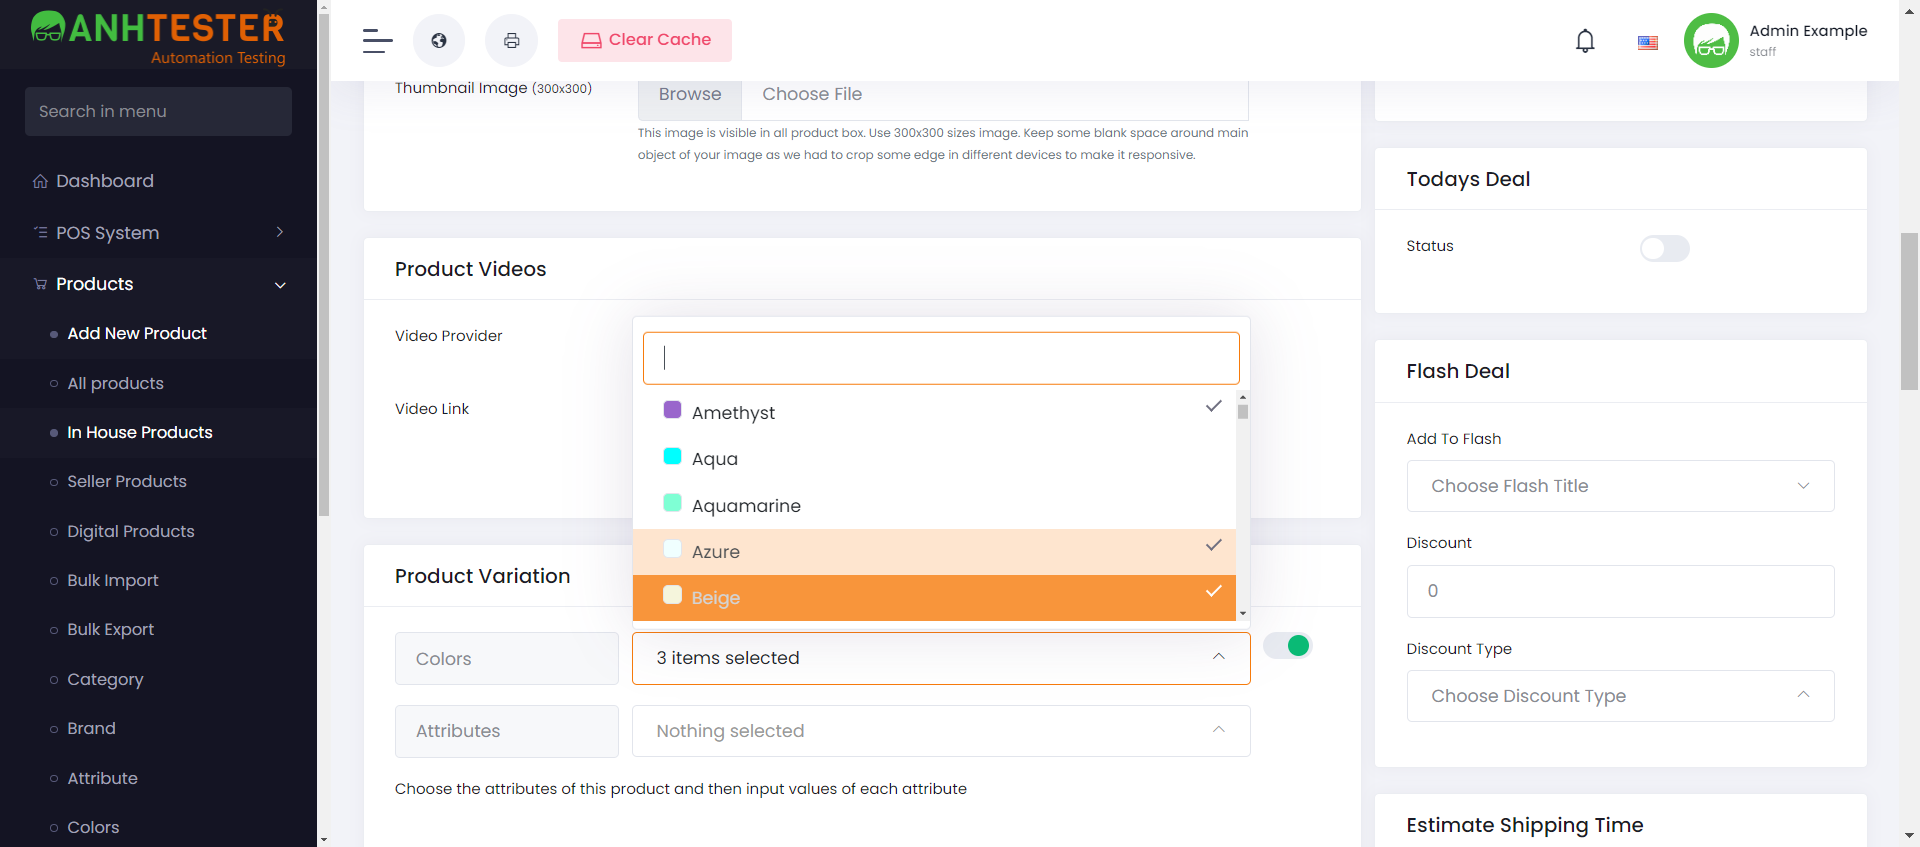 ANHTESTER
Automation Testing
Search in menu
Dashboard
POS System
Products
Add New Product
All products
In House Products
Seller Products
Digital Products
Bulk Import
Bulk Export
Category
Brand
Attribute
Colors
Clear Cache
Admin Example
staff
Thumbnail Image (300x300)
Browse
Choose File
This image is visible in all product box. Use 300x300 sizes image. Keep some blank space around main
object of your image as we had to crop some edge in different devices to make it responsive.
Product Videos
Video Provider
Video Link
Amethyst
Aqua
Aquamarine
Azure
Beige
Product Variation
Colors
3 items selected
Attributes
Nothing selected
Choose the attributes of this product and then input values of each attribute
Todays Deal
Status
Flash Deal
Add To Flash
Choose Flash Title
Discount
0
Discount Type
Choose Discount Type
Estimate Shipping Time